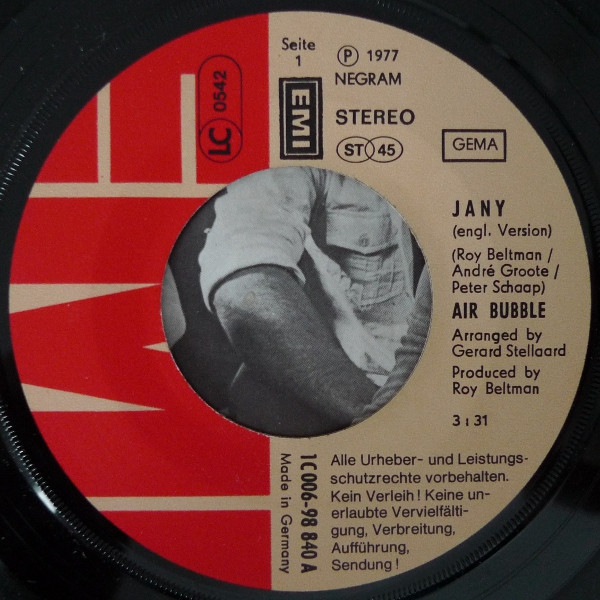 Seite
1
℗ 1977
NEGRAM
LC 0542
EMI
STEREO
ST 45
GEMA
JANY
(engl. Version)
(Roy Beltman /
André Groote /
Peter Schaap)
AIR BUBBLE
Arranged by
Gerard Stellaard
Produced by
Roy Beltman
3:31
1C 006-98 840 A
Made in Germany
Alle Urheber- und Leistungs-
schutzrechte vorbehalten.
Kein Verleih! Keine un-
erlaubte Vervielfälti-
gung, Verbreitung,
Aufführung,
Sendung!